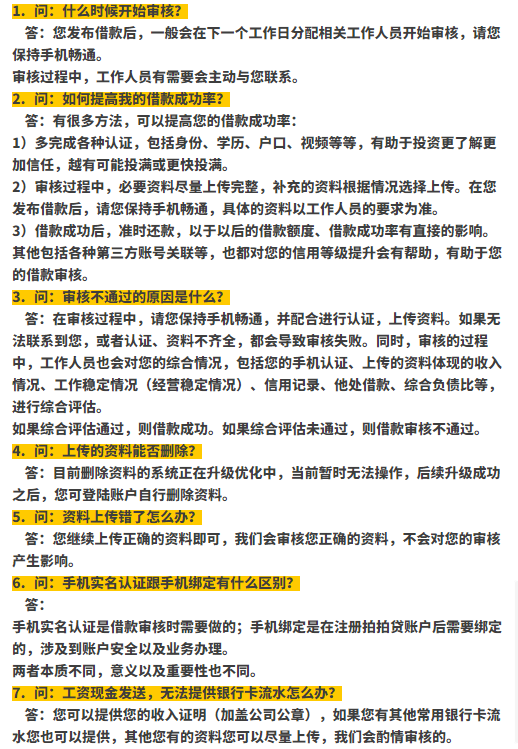 1．问：什么时候开始审核？
答：您发布借款后，一般会在下一个工作日分配相关工作人员开始审核，请您
保持手机畅通。
审核过程中，工作人员有需要会主动与您联系。
2．问：如何提高我的借款成功率？
答：有很多方法，可以提高您的借款成功率：
1）多完成各种认证，包括身份、学历、户口、视频等等，有助于投资更了解更
加信任，越有可能投满或更快投满。
2）审核过程中，必要资料尽量上传完整，补充的资料根据情况选择上传。在您
发布借款后，请您保持手机畅通，具体的资料以工作人员的要求为准。
3）借款成功后，准时还款，以于以后的借款额度、借款成功率有直接的影响。
其他包括各种第三方账号关联等，也都对您的信用等级提升会有帮助，有助于您
的借款审核。
3．问：审核不通过的原因是什么？
答：在审核过程中，请您保持手机畅通，并配合进行认证，上传资料。如果无
法联系到您，或者认证、资料不齐全，都会导致审核失败。同时，审核的过程
中，工作人员也会对您的综合情况，包括您的手机认证、上传的资料体现的收入
情况、工作稳定情况（经营稳定情况）、信用记录、他处借款、综合负债比等，
进行综合评估。
如果综合评估通过，则借款成功。如果综合评估未通过，则借款审核不通过。
4．问：上传的资料能否删除？
答：目前删除资料的系统正在升级优化中，当前暂时无法操作，后续升级成功
之后，您可登陆账户自行删除资料。
5．问：资料上传错了怎么办？
答：您继续上传正确的资料即可，我们会审核您正确的资料，不会对您的审核
产生影响。
6．问：手机实名认证跟手机绑定有什么区别？
答：
手机实名认证是借款审核时需要做的；手机绑定是在注册拍拍贷账户后需要绑定
的，涉及到账户安全以及业务办理。
两者本质不同，意义以及重要性也不同。
7．问：工资现金发送，无法提供银行卡流水怎么办？
答：您可以提供您的收入证明（加盖公司公章），如果您有其他常用银行卡流
水您也可以提供，其他您有的资料您可以尽量上传，我们会酌情审核的。